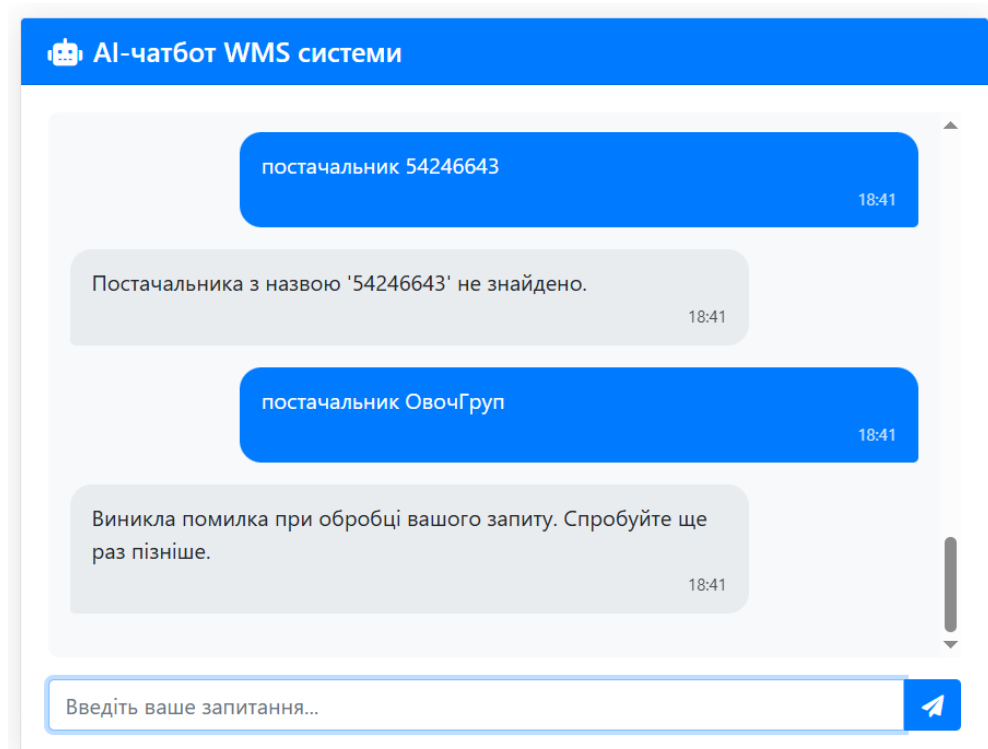 AI-чатбот WMS системи
постачальник 54246643
18:41
Постачальника з назвою '54246643' не знайдено.
18:41
постачальник ОвочГруп
18:41
Виникла помилка при обробці вашого запиту. Спробуйте ще
раз пізніше.
18:41
Введіть ваше запитання...